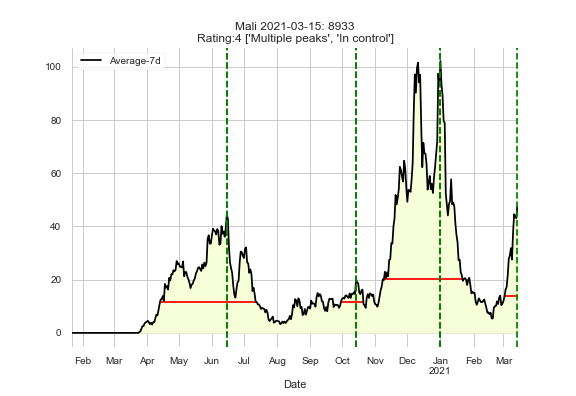 Mali 2021-03-15: 8933
Rating:4 ['Multiple peaks', 'In control']
Average-7d
100
80
60
40
20
0
Feb Mar Apr May Jun Jul Aug Sep Oct Nov Dec Jan Feb Mar
2021
Date